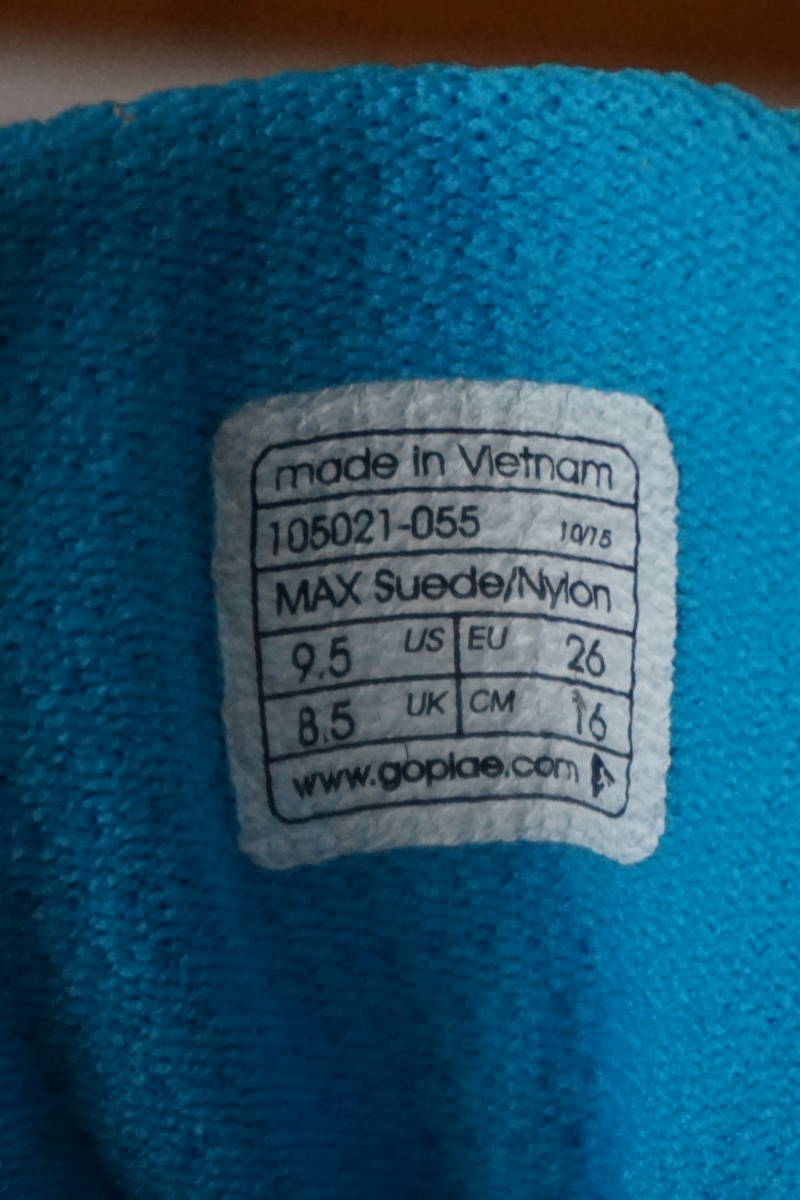 made in Vietnam
105021-055 10/15
MAX Suede/Nylon
9.5 US EU 26
8.5 UK CM 16
www.goplae.com